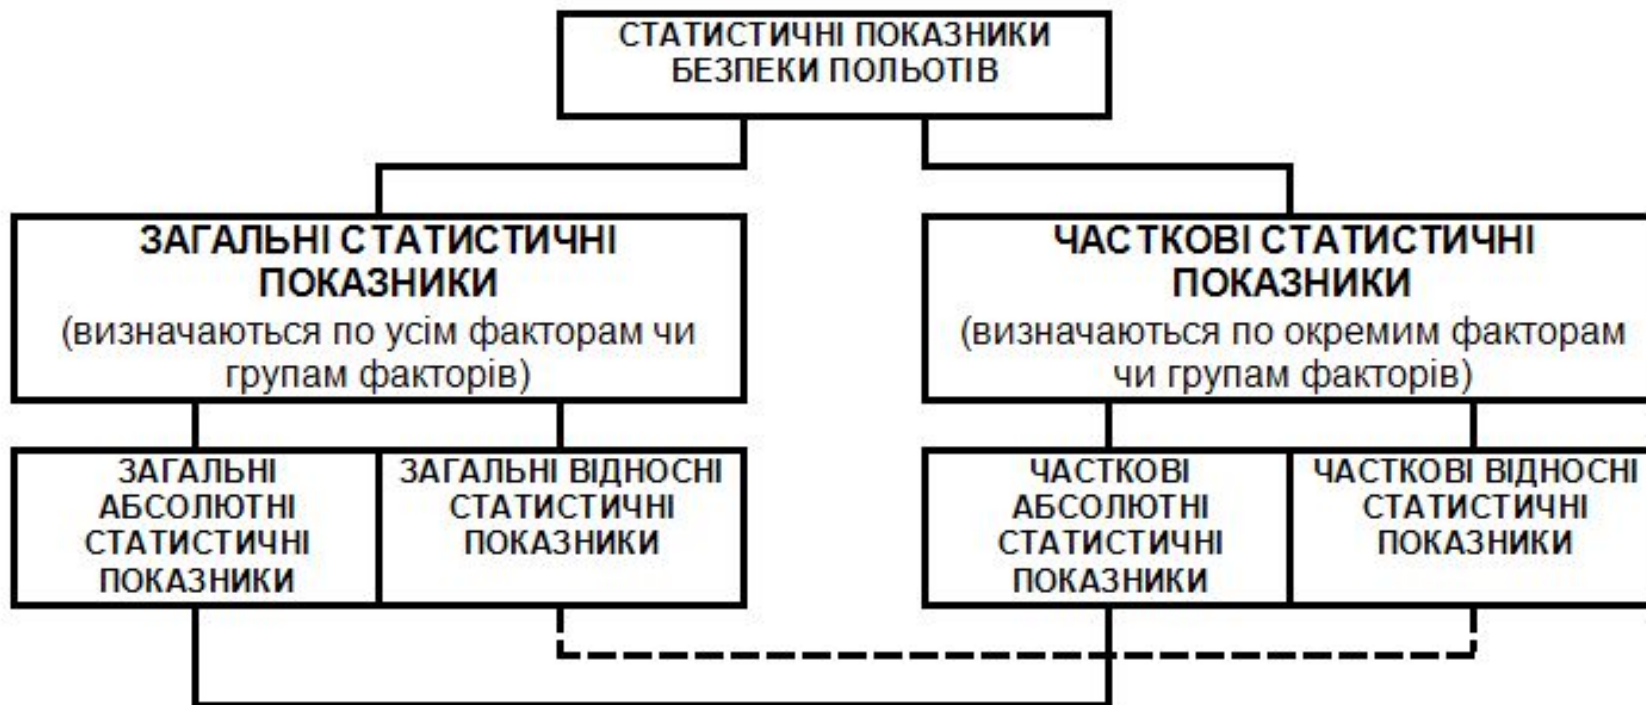 СТАТИСТИЧНІ ПОКАЗНИКИ
БЕЗПЕКИ ПОЛЬОТІВ
ЗАГАЛЬНІ СТАТИСТИЧНІ
ПОКАЗНИКИ
(визначаються по усім факторам чи
групам факторів)
ЧАСТКОВІ СТАТИСТИЧНІ
ПОКАЗНИКИ
(визначаються по окремим факторам
чи групам факторів)
ЗАГАЛЬНІ
АБСОЛЮТНІ
СТАТИСТИЧНІ
ПОКАЗНИКИ
ЗАГАЛЬНІ ВІДНОСНІ
СТАТИСТИЧНІ
ПОКАЗНИКИ
ЧАСТКОВІ
АБСОЛЮТНІ
СТАТИСТИЧНІ
ПОКАЗНИКИ
ЧАСТКОВІ ВІДНОСНІ
СТАТИСТИЧНІ
ПОКАЗНИКИ